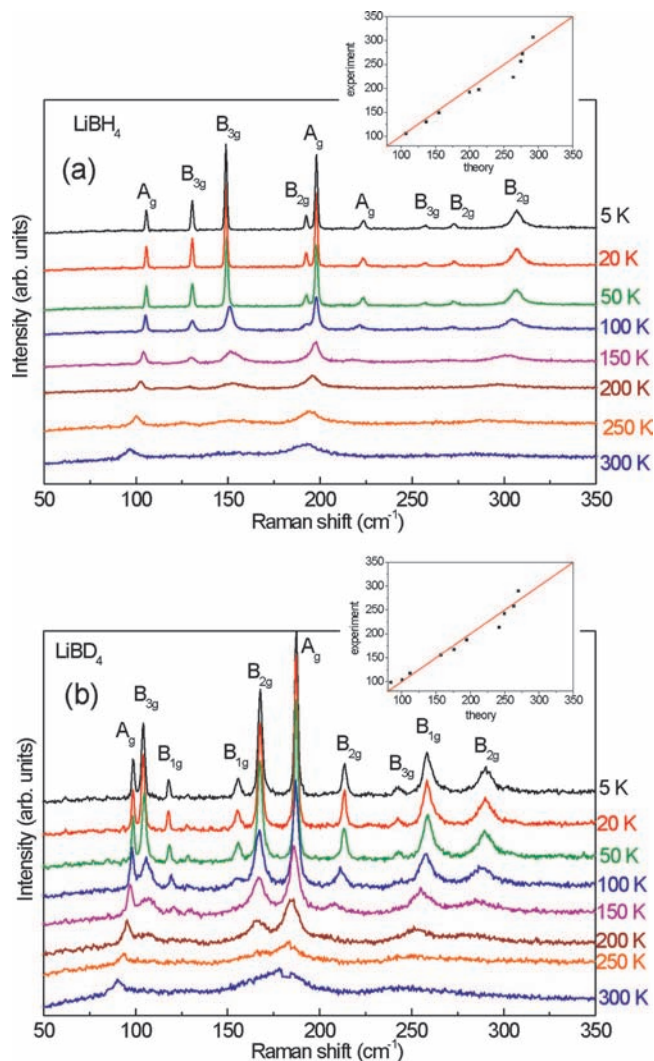 350
300
250
200
150
100
experiment
100 150 200 250 300 350
theory
LiBH4
(a)
Ag
B3g
B3g
B2g
Ag
Ag
B3g
B2g
B2g
5 K
20 K
50 K
100 K
150 K
200 K
250 K
300 K
Intensity (arb. units)
50 100 150 200 250 300 350
Raman shift (cm-1)
350
300
250
200
150
100
experiment
100 150 200 250 300 350
theory
LiBD4
(b)
Ag
B3g
B1g
B1g
B2g
Ag
B2g
B3g
B1g
B2g
5 K
20 K
50 K
100 K
150 K
200 K
250 K
300 K
Intensity (arb. units)
50 100 150 200 250 300 350
Raman shift (cm-1)